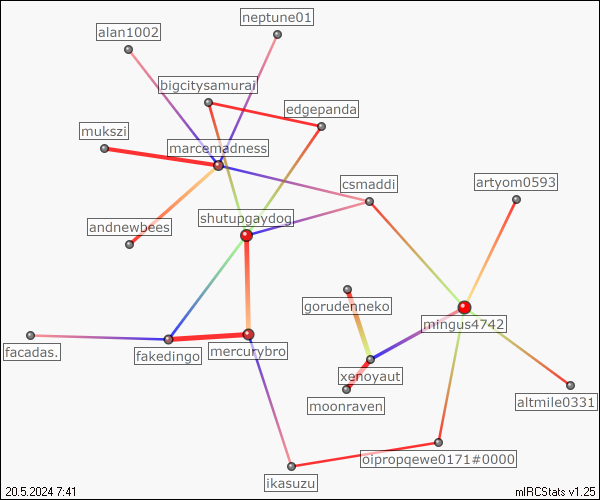 neptune01
alan1002
bigcitysamurai
edgepanda
mukszi
marcemadness
csmaddi
artyom0593
shutupgaydog
andnewbees
gorudenneko
mingus4742
facadas.
fakedingo
mercurybro
xenoyaut
moonraven
altmile0331
oipropqewe0171#0000
ikasuzu
20.5.2024 7:41
mIRCStats v1.25